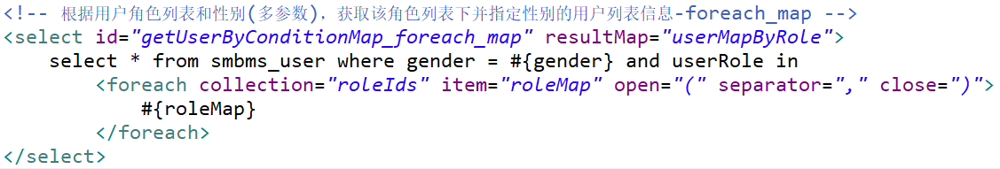 <!-- 根据用户角色列表和性别(多参数)，获取该角色列表下并指定性别的用户列表信息-foreach_map -->
<select id="getUserByConditionMap_foreach_map" resultMap="userMapByRole">
select * from smbms_user where gender = #{gender} and userRole in
<foreach collection="roleIds" item="roleMap" open="(" separator="," close=")">
#{roleMap}
</foreach>
</select>